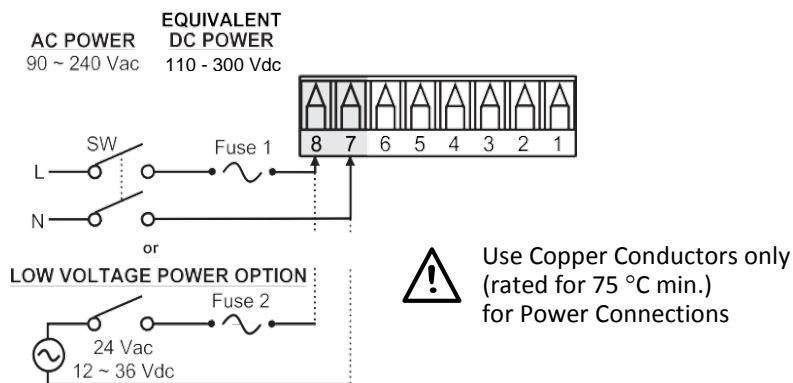 AC POWER
90 ~ 240 Vac
EQUIVALENT
DC POWER
110 - 300 Vdc
8 7 6 5 4 3 2 1
SW
Fuse 1
L
N
or
LOW VOLTAGE POWER OPTION
Fuse 2
24 Vac
12 ~ 36 Vdc
Use Copper Conductors only
(rated for 75 °C min.)
for Power Connections